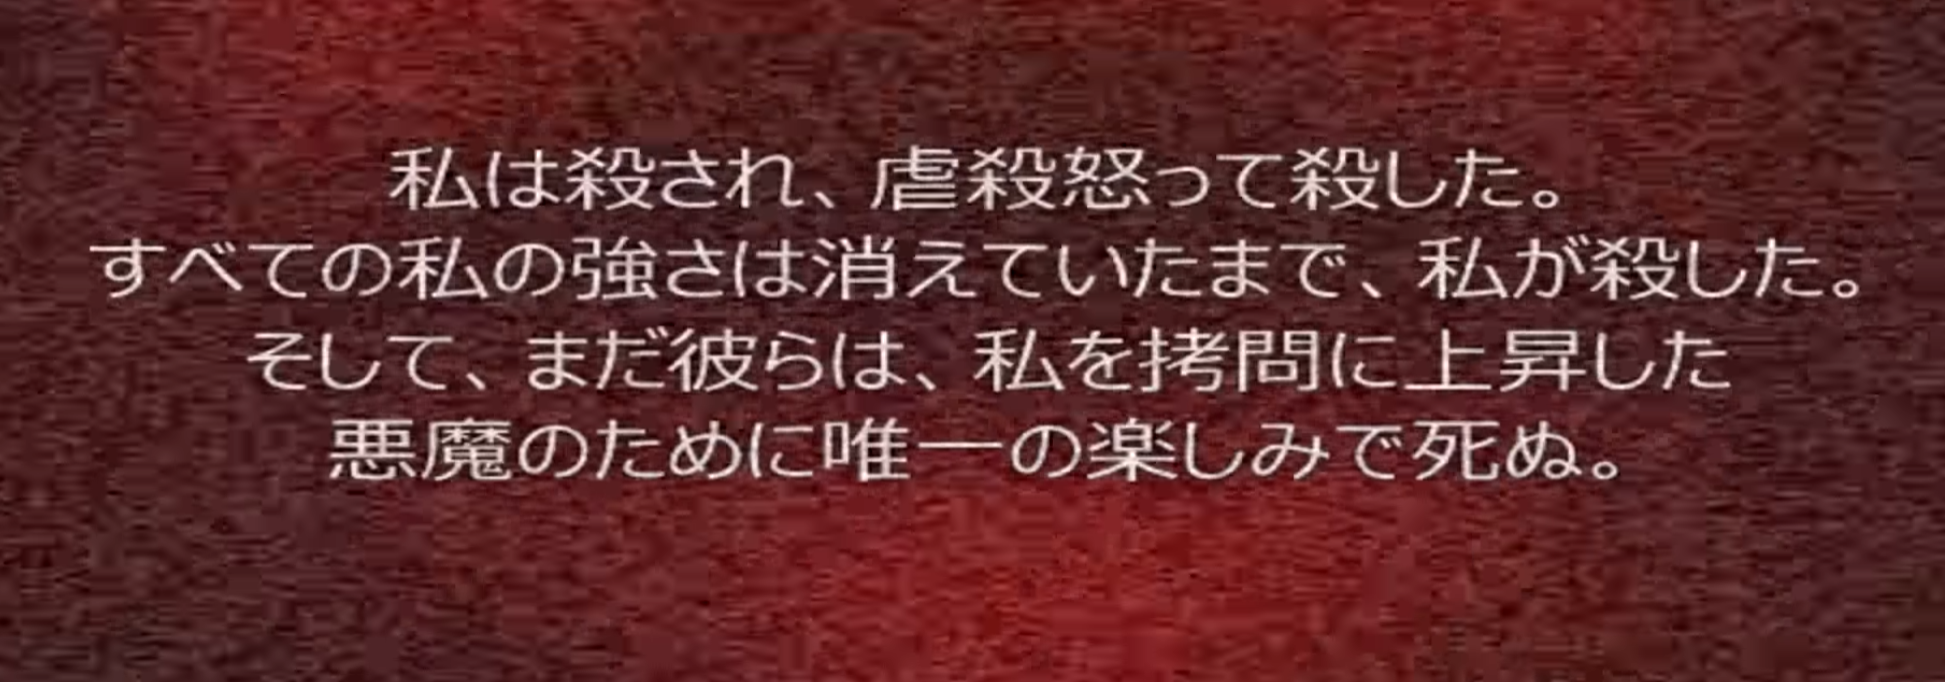 私は殺され、虐殺怒って殺した。
すべての私の強さは消えていたまで、私が殺した。
そして、まだ彼らは、私を拷問に上昇した
悪魔のために唯一の楽しみで死ぬ。